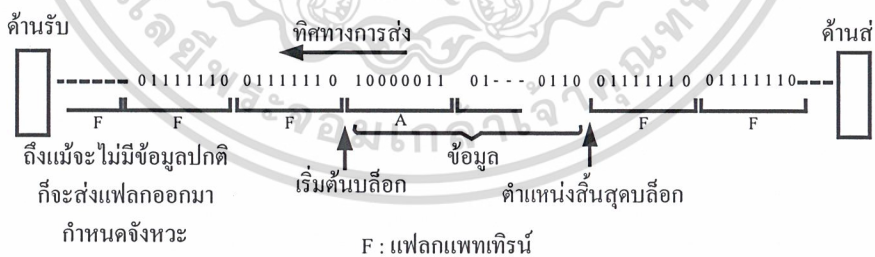 ด้านรับ
ทิศทางการส่ง
ด้านส่
01111110 01111110 10000011 01--- 0110 01111110 01111110
F F F A F F
ถึงแม้จะไม่มีข้อมูลปกติ
ก็จะส่งแฟลกออกมา
กำหนดจังหวะ
เริ่มต้นบล็อก
ข้อมูล
ตำแหน่งสิ้นสุดบล็อก
F : แฟลกแพทเทิรน์